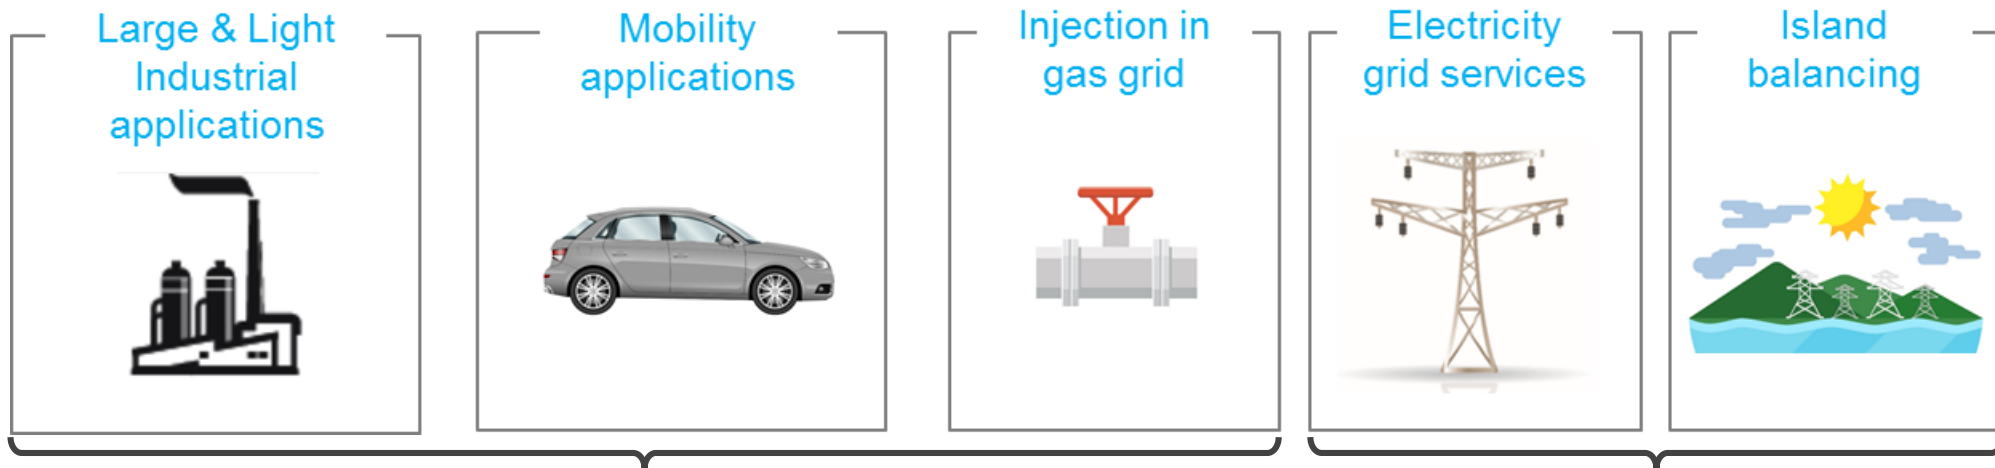 Large & Light
Industrial
applications
Mobility
applications
Injection in
gas grid
Electricity
grid services
Island
balancing